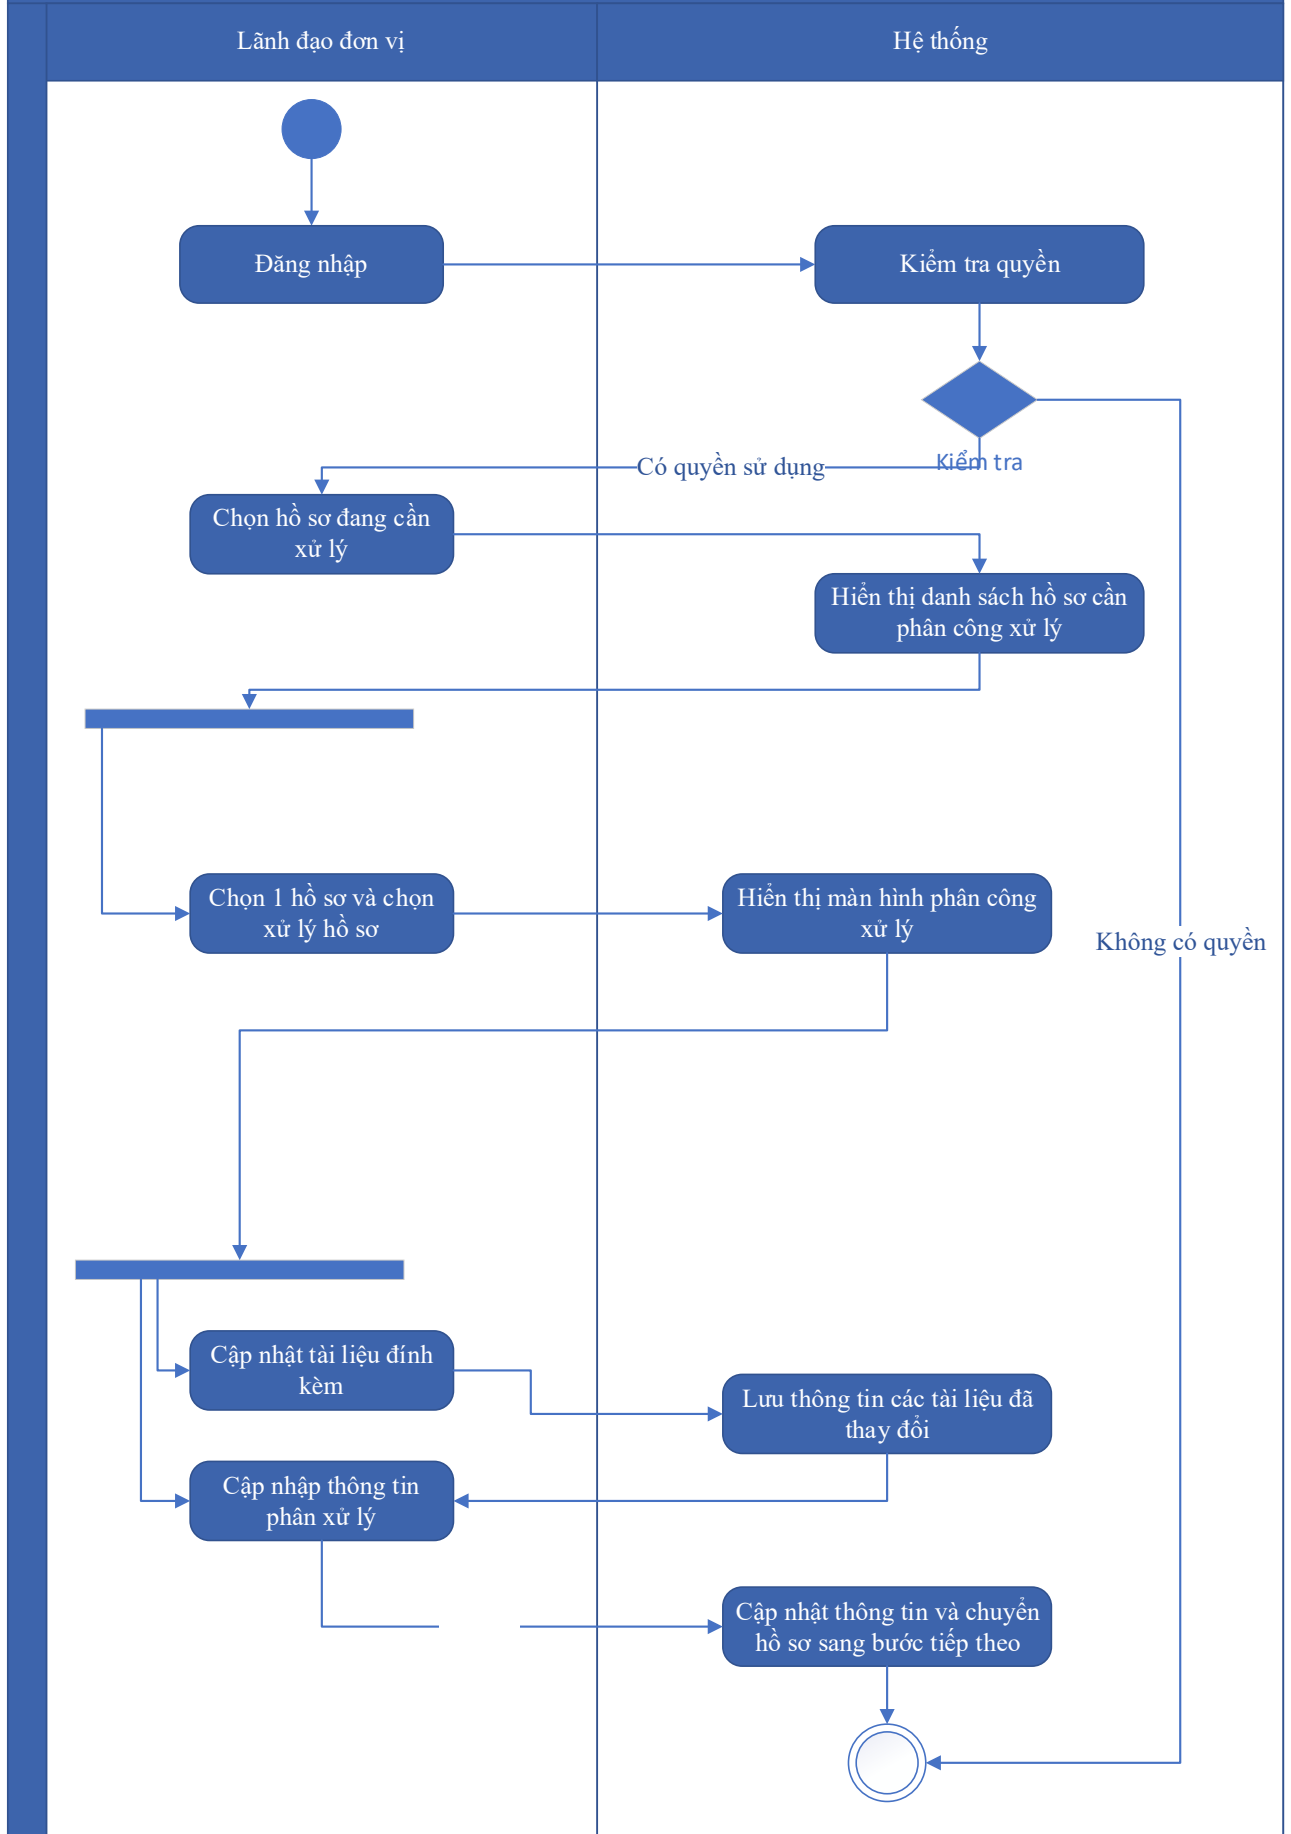 Lãnh đạo đơn vị
Hệ thống
Đăng nhập
Kiểm tra quyền
Kiểm tra
Có quyền sử dụng
Chọn hồ sơ đang cần
xử lý
Hiển thị danh sách hồ sơ cần
phân công xử lý
Chọn 1 hồ sơ và chọn
xử lý hồ sơ
Hiển thị màn hình phân công
xử lý
Không có quyền
Cập nhật tài liệu đính
kèm
Lưu thông tin các tài liệu đã
thay đổi
Cập nhập thông tin
phân xử lý
Cập nhật thông tin và chuyển
hồ sơ sang bước tiếp theo